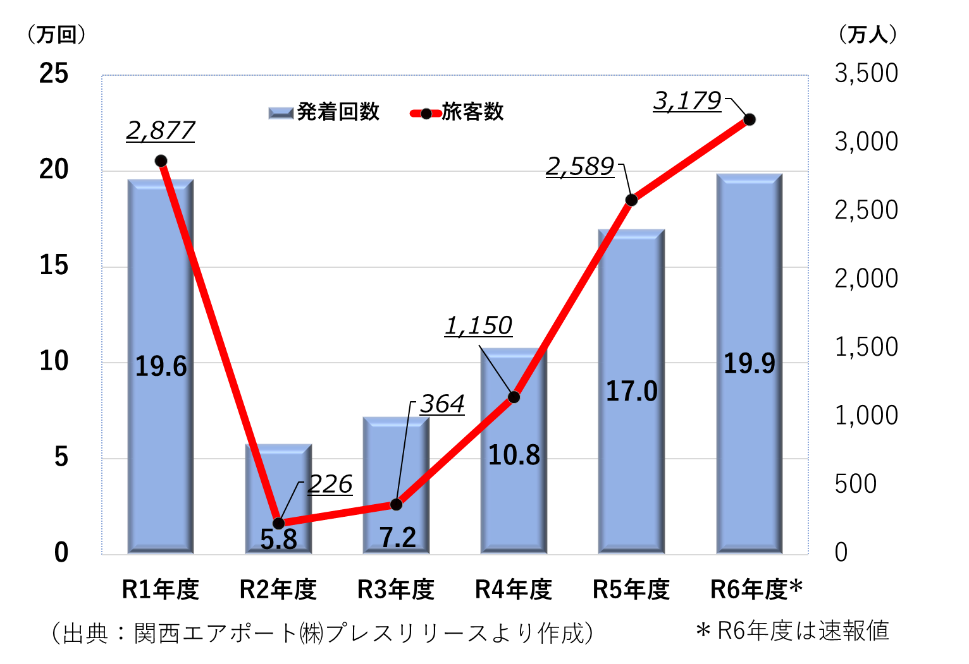 （万回）
（万人）
25
20
15
10
5
0
3,500
3,000
2,500
2,000
1,500
1,000
500
0
発着回数
旅客数
2,877
226
364
1,150
2,589
3,179
19.6
5.8
7.2
10.8
17.0
19.9
R1年度
R2年度
R3年度
R4年度
R5年度
R6年度*
（出典：関西エアポート㈱プレスリリースより作成）
＊R6年度は速報値